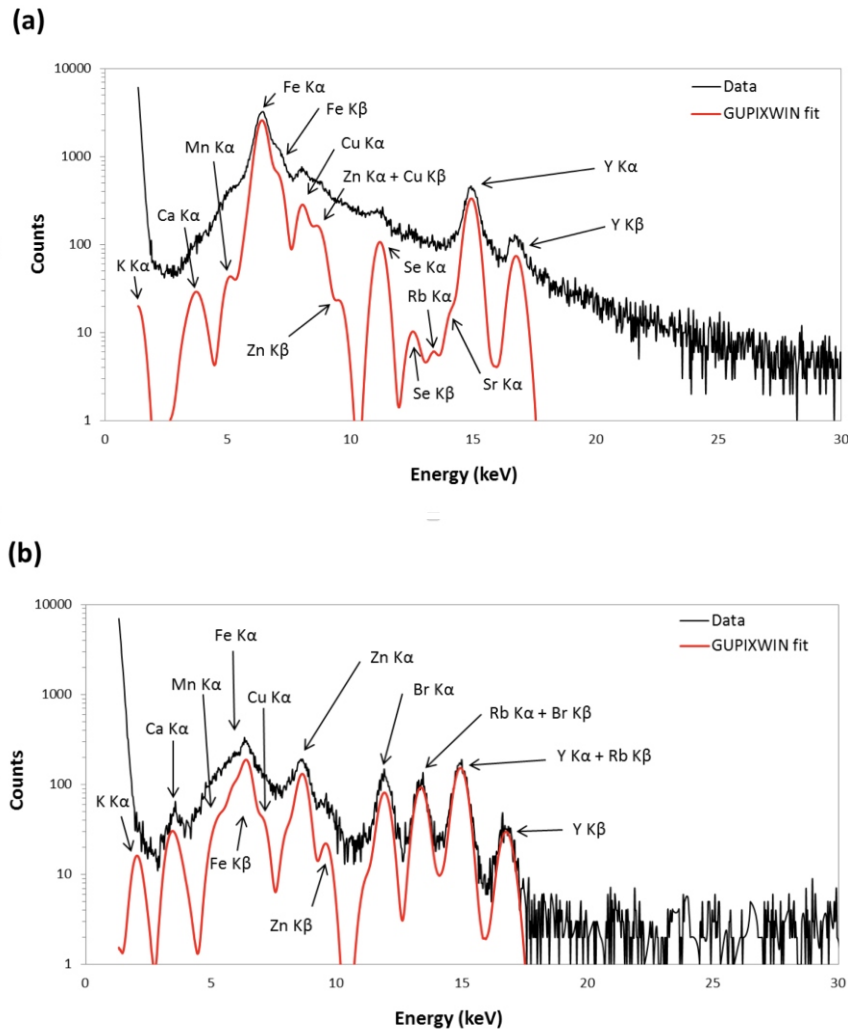 (a)
10000
1000
100
10
1
Counts
0 5 10 15 20 25 30
Energy (keV)
Data
GUPIXWIN fit
K Kα
Ca Kα
Mn Kα
Fe Kα
Fe Kβ
Cu Kα
Zn Kα + Cu Kβ
Zn Kβ
Se Kα
Se Kβ
Rb Kα
Sr Kα
Y Kα
Y Kβ
(b)
Counts
10000
1000
100
10
1
0 5 10 15 20 25 30
Energy (keV)
Data
GUPIXWIN fit
K Kα
Ca Kα
Mn Kα
Fe Kα
Cu Kα
Fe Kβ
Zn Kα
Zn Kβ
Br Kα
Rb Kα + Br Kβ
Y Kα + Rb Kβ
Y Kβ